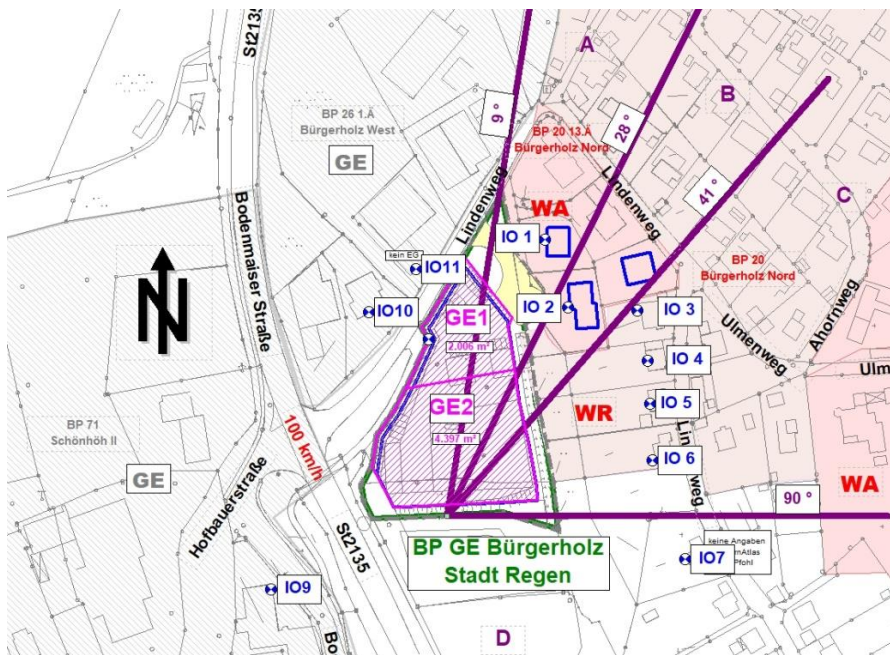 St2135
A
B
BP 26 1.Ä
Bürgerholz West
GE
9 °
28 °
BP 20 13.Ä
Bürgerholz Nord
41 °
Lindenweg
Lindenweg
WA
C
Bodenmaiser Straße
IO 1
kein EG
IO11
BP 20
Bürgerholz Nord
Ahornweg
N
IO10
GE1
2.006 m²
IO 2
IO 3
Ulmenweg
IO 4
Ulm
GE2
4.397 m²
WR
IO 5
BP 71
Schönhöh II
GE
100 km/h
IO 6
WA
Hofbauerstraße
90 °
St2135
BP GE Bürgerholz
Stadt Regen
keine Angaben
IO7
Pfohl
IO9
Bo
D